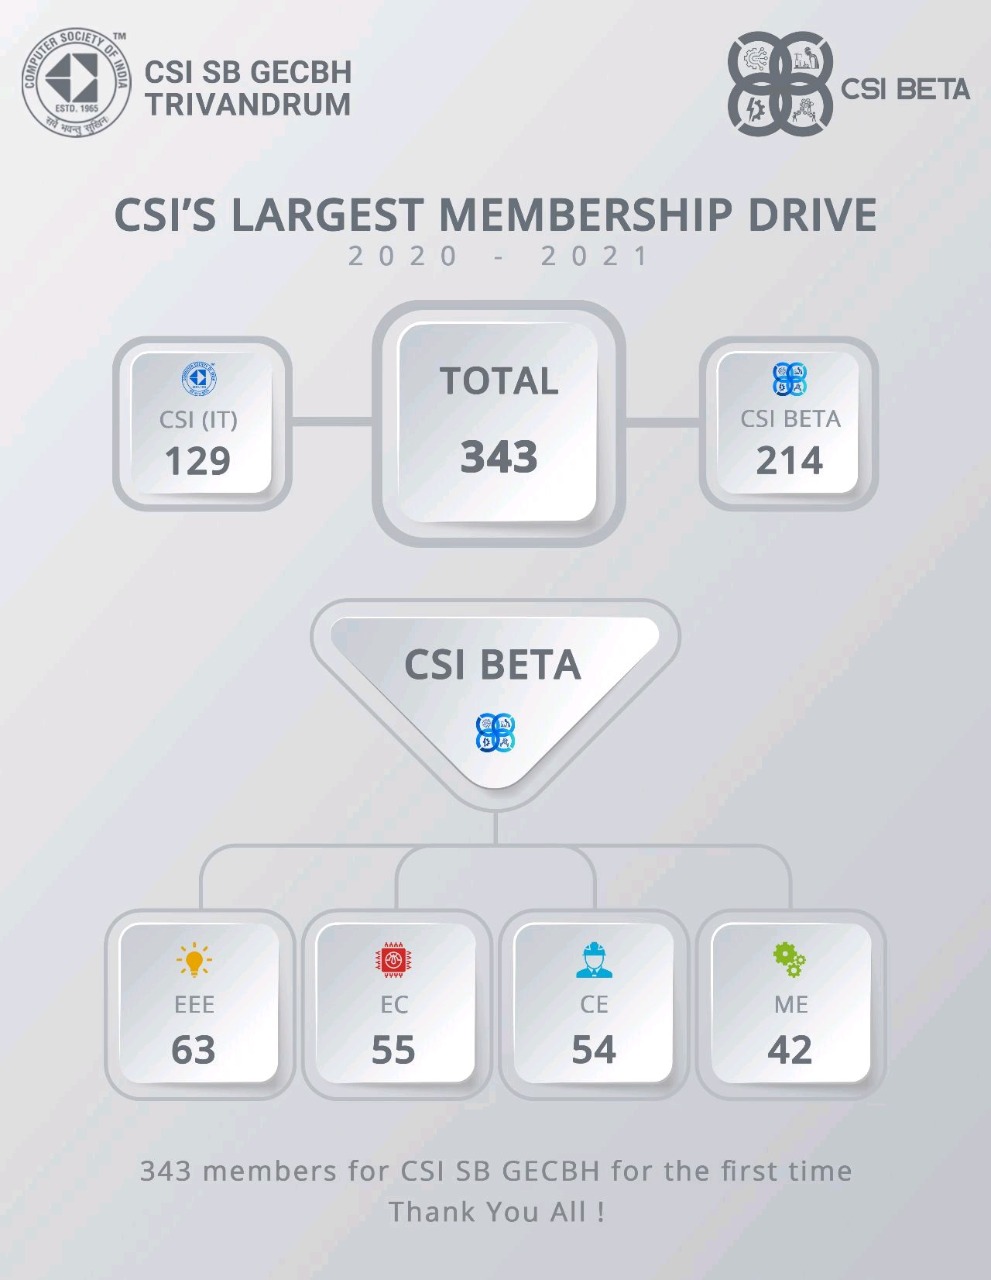 COMPUTER SOCIETY OF INDIA
TM
ESTD. 1965
सर्वे भवन्तु सुखिनः
CSI SB GECBH
TRIVANDRUM
CSI BETA
CSI'S LARGEST MEMBERSHIP DRIVE
2020 - 2021
CSI (IT)
129
TOTAL
343
CSI BETA
214
CSI BETA
EEE
63
EC
55
CE
54
ME
42
343 members for CSI SB GECBH for the first time
Thank You All !